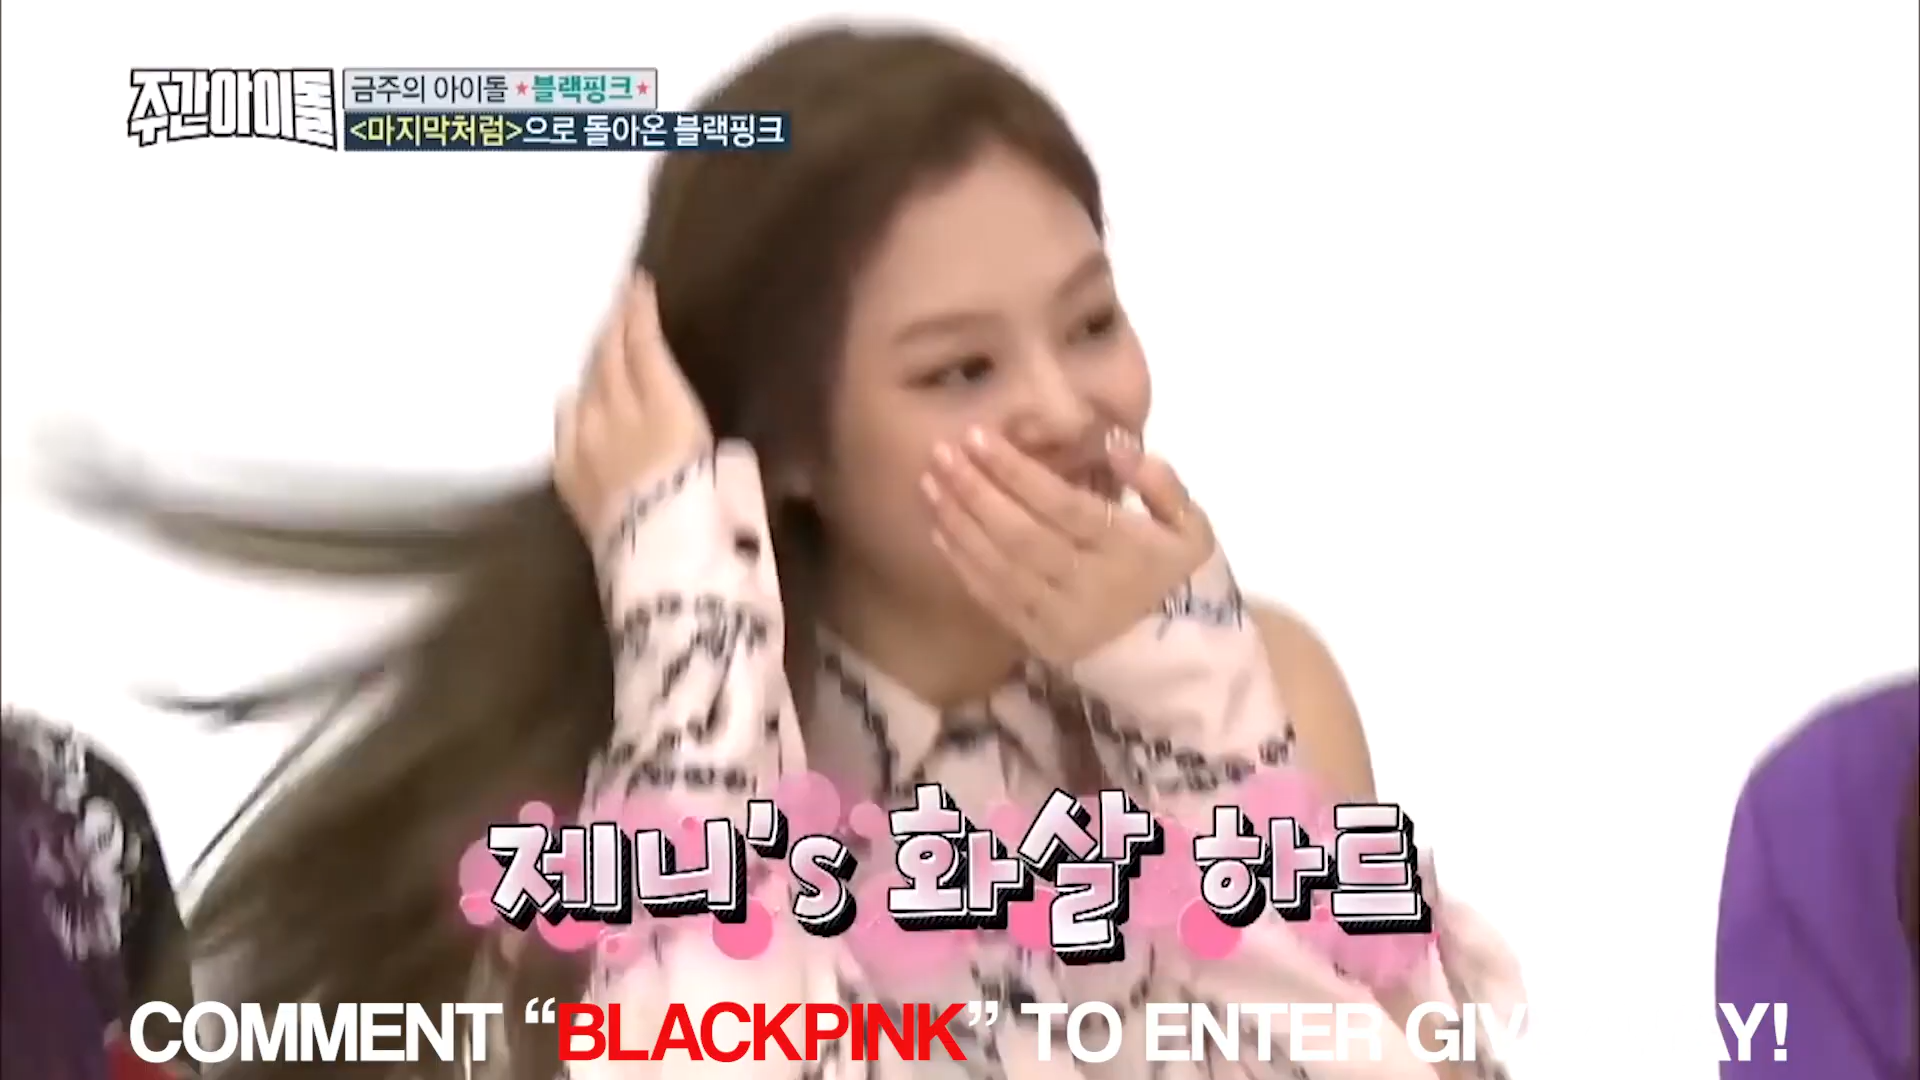 주간아이돌
금주의 아이돌 ★블랙핑크★
<마지막처럼>으로 돌아온 블랙핑크
제니's 화살 하트
COMMENT “BLACKPINK” TO ENTER GIV AY!